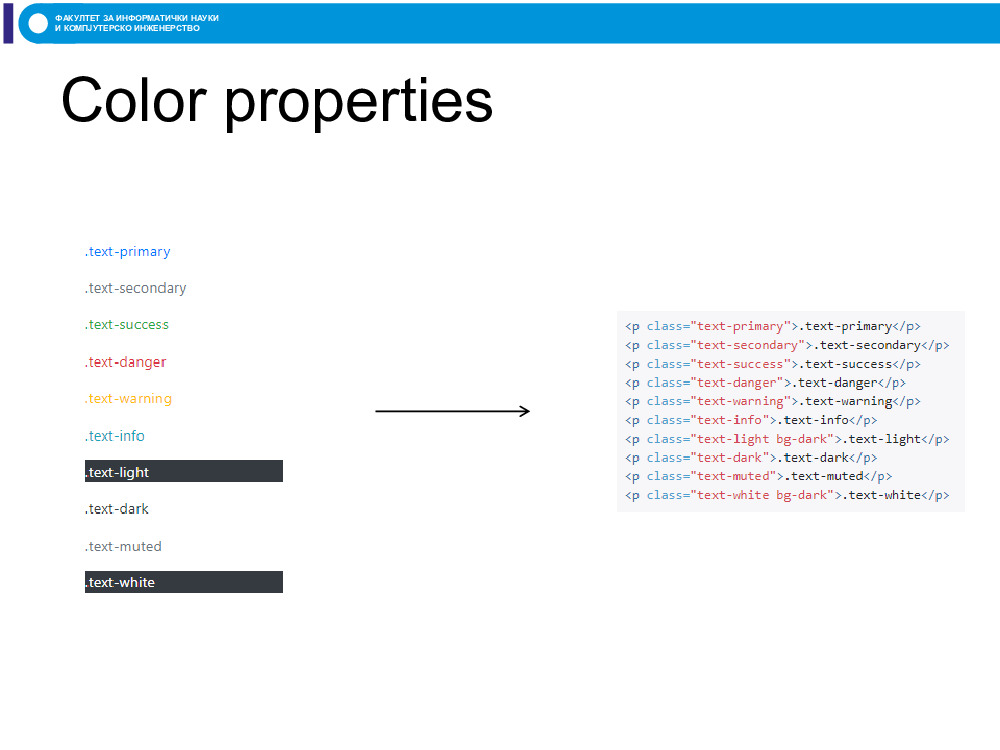 ФАКУЛТЕТ ЗА ИНФОРМАТИЧКИ НАУКИ
И КОМПЈУТЕРСКО ИНЖЕНЕРСТВО
Color properties
.text-primary
.text-secondary
.text-success
.text-danger
.text-warning
.text-info
.text-light
.text-dark
.text-muted
.text-white
<p class="text-primary">.text-primary</p>
<p class="text-secondary">.text-secondary</p>
<p class="text-success">.text-success</p>
<p class="text-danger">.text-danger</p>
<p class="text-warning">.text-warning</p>
<p class="text-info">.text-info</p>
<p class="text-light bg-dark">.text-light</p>
<p class="text-dark">.text-dark</p>
<p class="text-muted">.text-muted</p>
<p class="text-white bg-dark">.text-white</p>